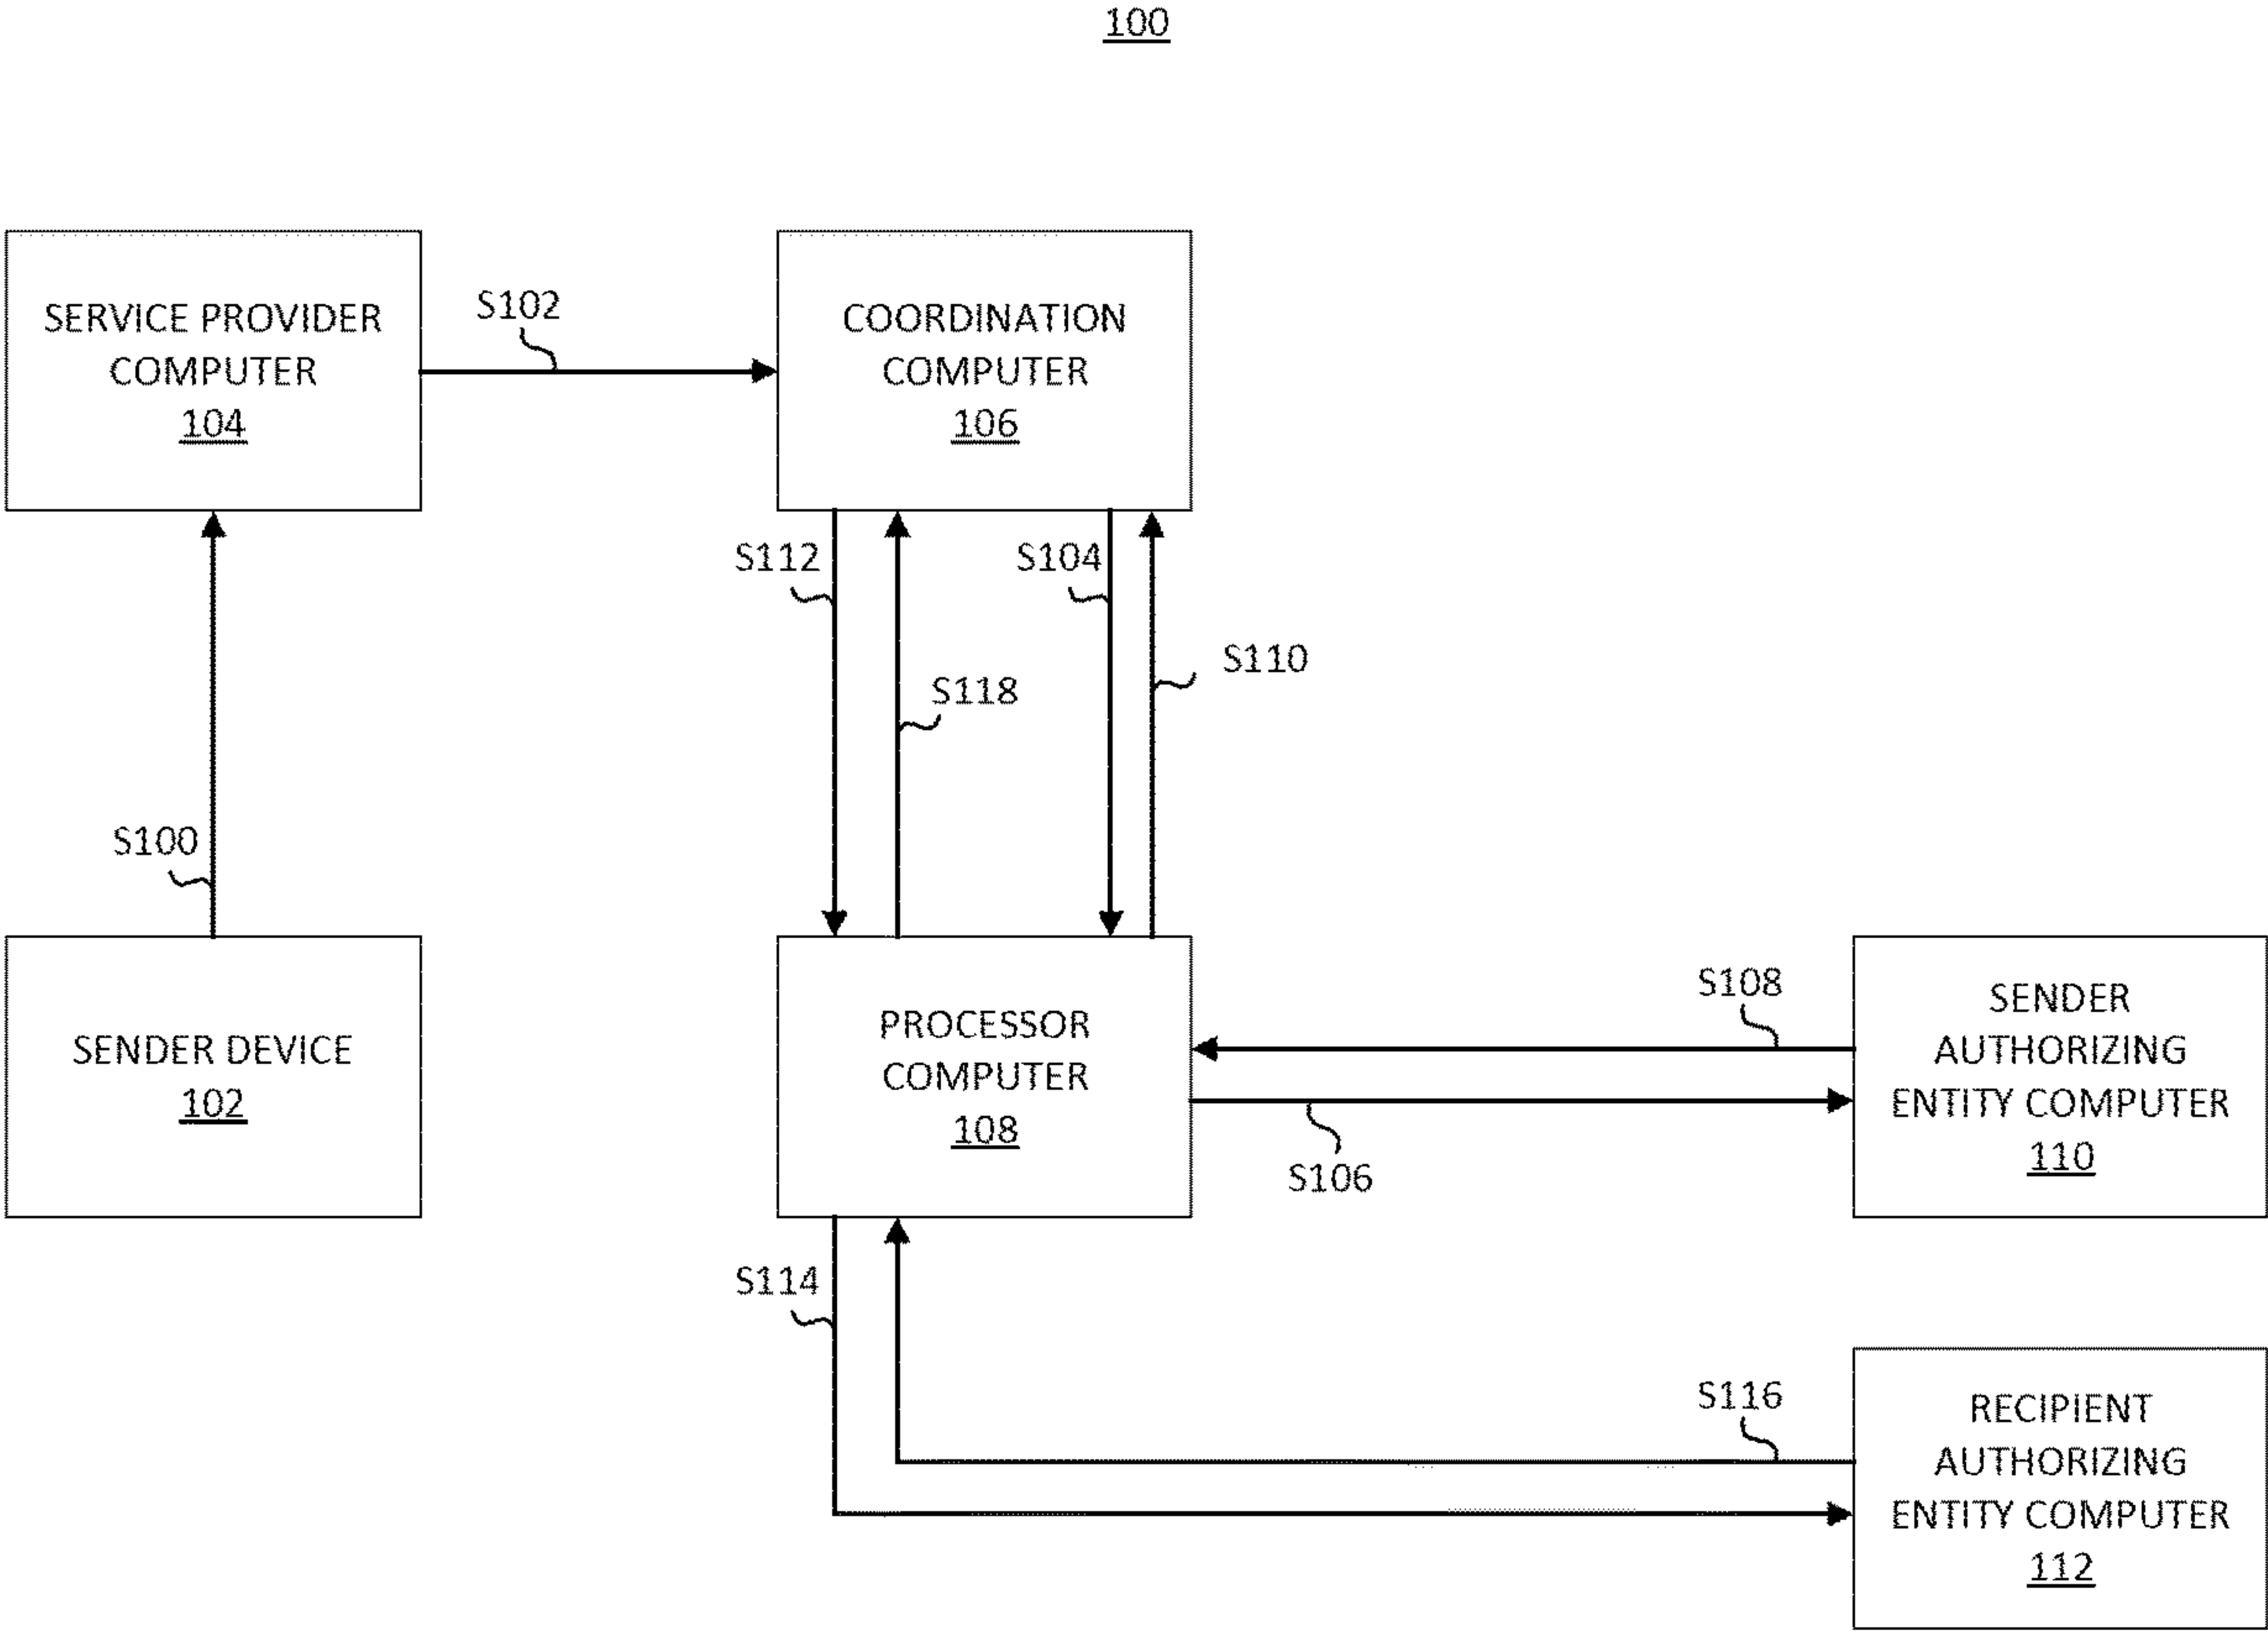 100
SERVICE PROVIDER
COMPUTER
104
S102
COORDINATION
COMPUTER
106
S112
S104
S118
S110
S100
SENDER DEVICE
102
PROCESSOR
COMPUTER
108
S108
S106
SENDER
AUTHORIZING
ENTITY COMPUTER
110
S114
S116
RECIPIENT
AUTHORIZING
ENTITY COMPUTER
112